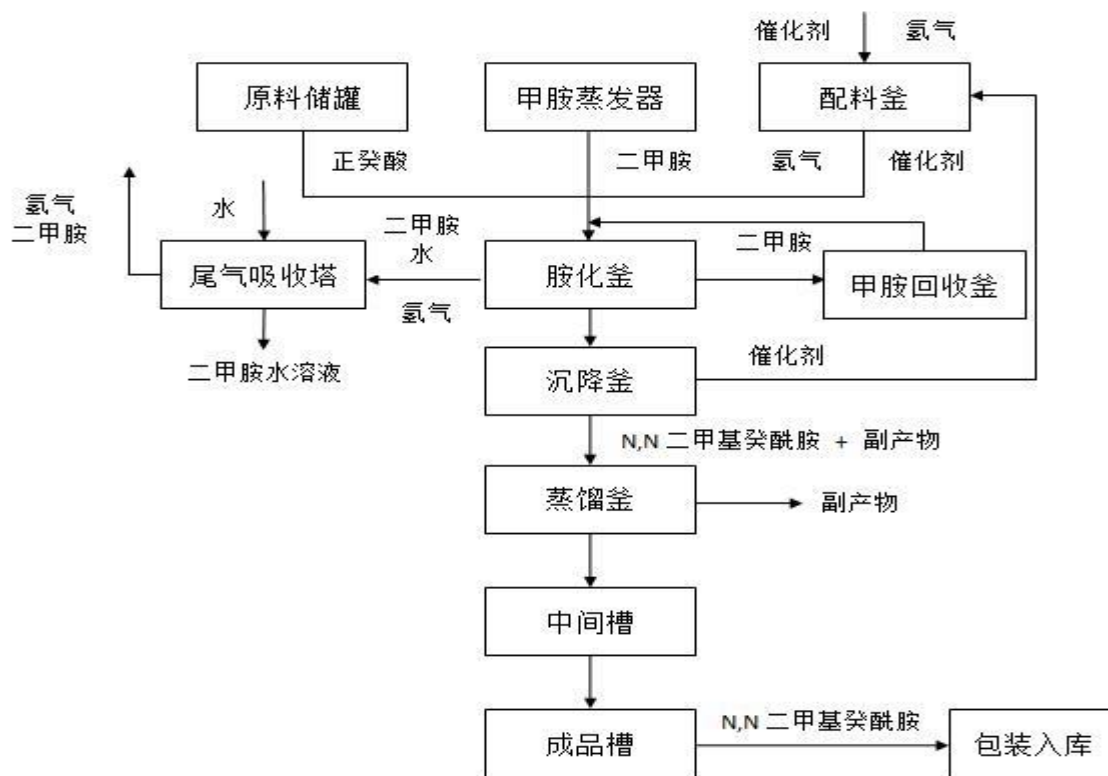 催化剂 氢气
原料储罐 甲胺蒸发器 配料釜
正癸酸 二甲胺 氢气 催化剂
氢气
二甲胺
水
二甲胺
水
二甲胺
尾气吸收塔 胺化釜 甲胺回收釜
氢气
二甲胺水溶液
沉降釜
催化剂
N,N 二甲基癸酰胺 + 副产物
蒸馏釜 副产物
中间槽
N,N 二甲基癸酰胺
成品槽 包装入库